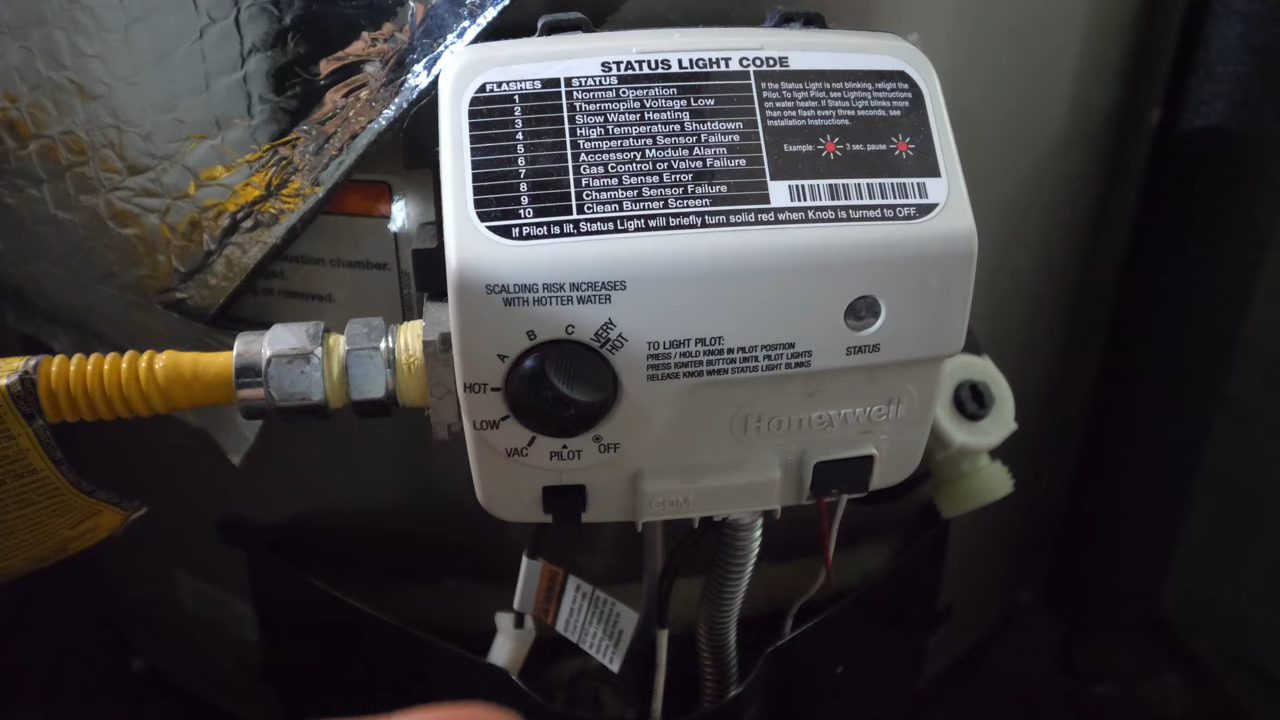 STATUS LIGHT CODE
FLASHES STATUS
1 Normal Operation
2 Thermopile Voltage Low
3 Slow Water Heating
4 High Temperature Shutdown
5 Temperature Sensor Failure
6 Accessory Module Alarm
7 Gas Control or Valve Failure
8 Flame Sense Error
9 Chamber Sensor Failure
10 Clean Burner Screen
If the Status Light is not blinking, relight the
Pilot. To light Pilot, see Lighting Instructions
on water heater. If Status Light blinks more
than one flash every three seconds, see
Installation Instructions.
Example: 3 sec. pause
If Pilot is lit, Status Light will briefly turn solid red when Knob is turned to OFF.
bustion chamber.
or removed.
SCALDING RISK INCREASES
WITH HOTTER WATER
VERY
HOT
C
B
A
HOT
LOW
VAC
PILOT
OFF
TO LIGHT PILOT:
PRESS / HOLD KNOB IN PILOT POSITION
PRESS IGNITER BUTTON UNTIL PILOT LIGHTS
RELEASE KNOB WHEN STATUS LIGHT BLINKS
STATUS
Honeywell
COM
WARNING